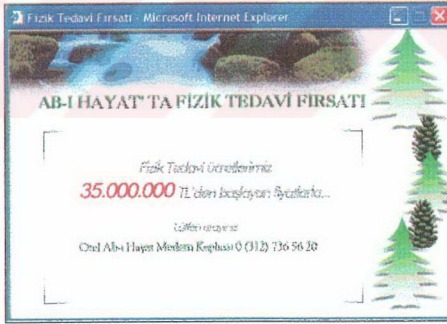 Fizik Tedavi Fırsatı - Microsoft Internet Explorer
AB-I HAYAT' TA FİZİK TEDAVİ FIRSATI
Fizik Tedavi ücretlerimiz
35.000.000 TL'den başlayan fiyatlarla...
Lütfen arayınız
Otel Ab-ı Hayat Medem Kaplıcası 0 (312) 736 56 20